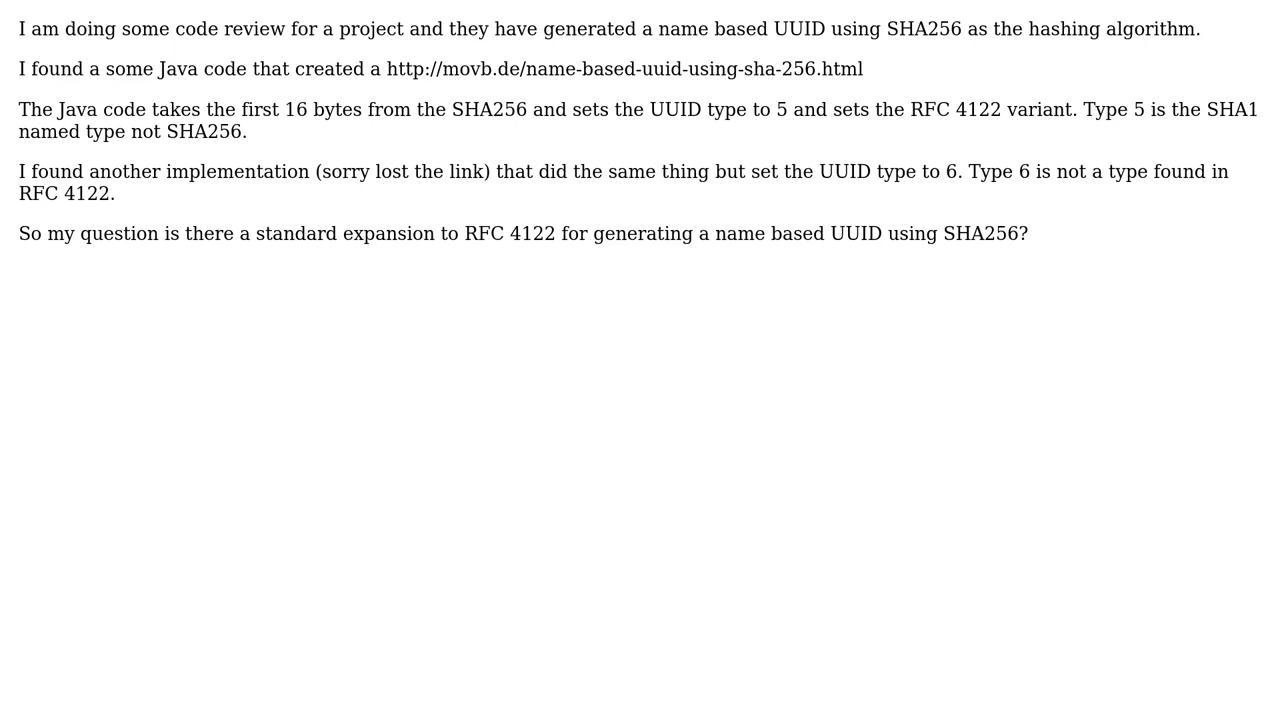 I am doing some code review for a project and they have generated a name based UUID using SHA256 as the hashing algorithm.
I found a some Java code that created a http://movb.de/name-based-uuid-using-sha-256.html
The Java code takes the first 16 bytes from the SHA256 and sets the UUID type to 5 and sets the RFC 4122 variant. Type 5 is the SHA1
named type not SHA256.
I found another implementation (sorry lost the link) that did the same thing but set the UUID type to 6. Type 6 is not a type found in
RFC 4122.
So my question is there a standard expansion to RFC 4122 for generating a name based UUID using SHA256?